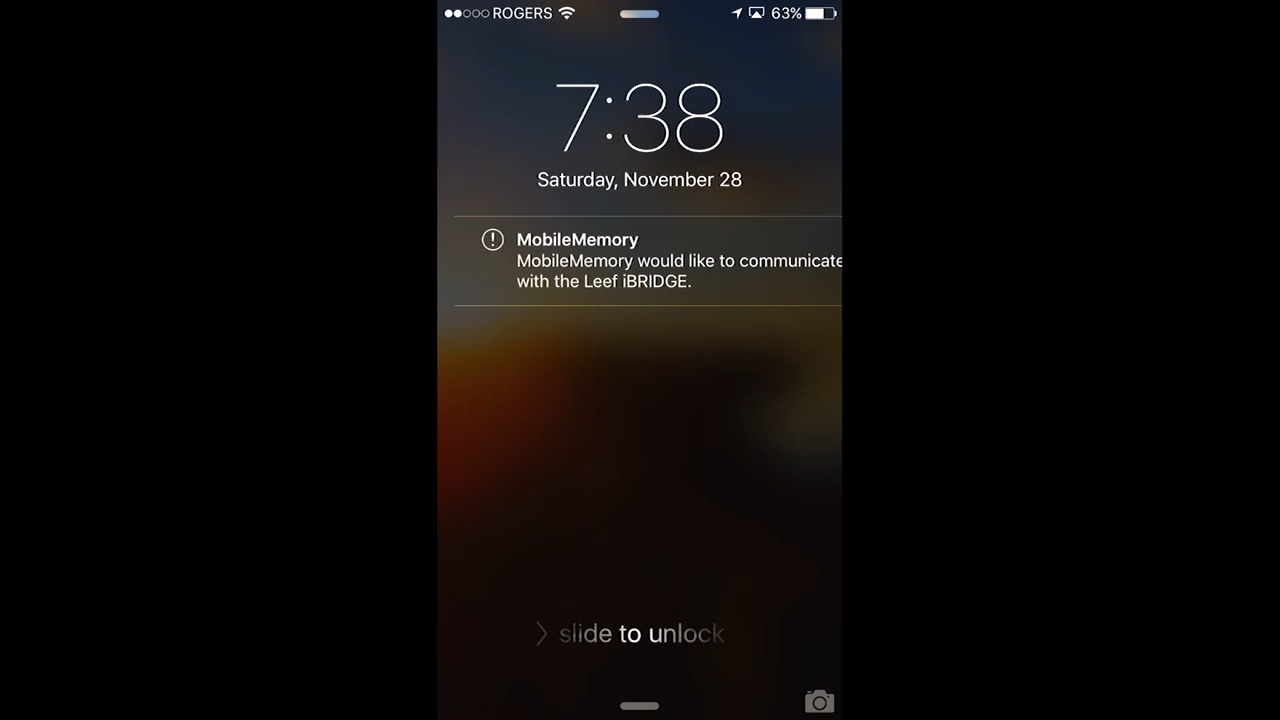 ROGERS 63%
7:38
Saturday, November 28
MobileMemory
MobileMemory would like to communicate
with the Leef iBRIDGE.
slide to unlock